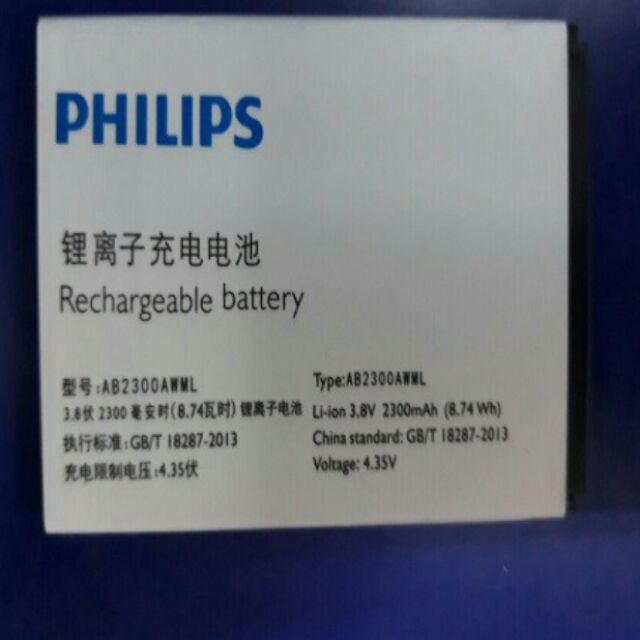 PHILIPS
锂离子充电电池
Rechargeable battery
型号:AB2300AWML
3.8伏 2300 毫安时(8.74瓦时)锂离子电池
执行标准:GB/T 18287-2013
充电限制电压:4.35伏
Type:AB2300AWML
Li-ion 3.8V 2300mAh (8.74 Wh)
China standard: GB/T 18287-2013
Voltage: 4.35V